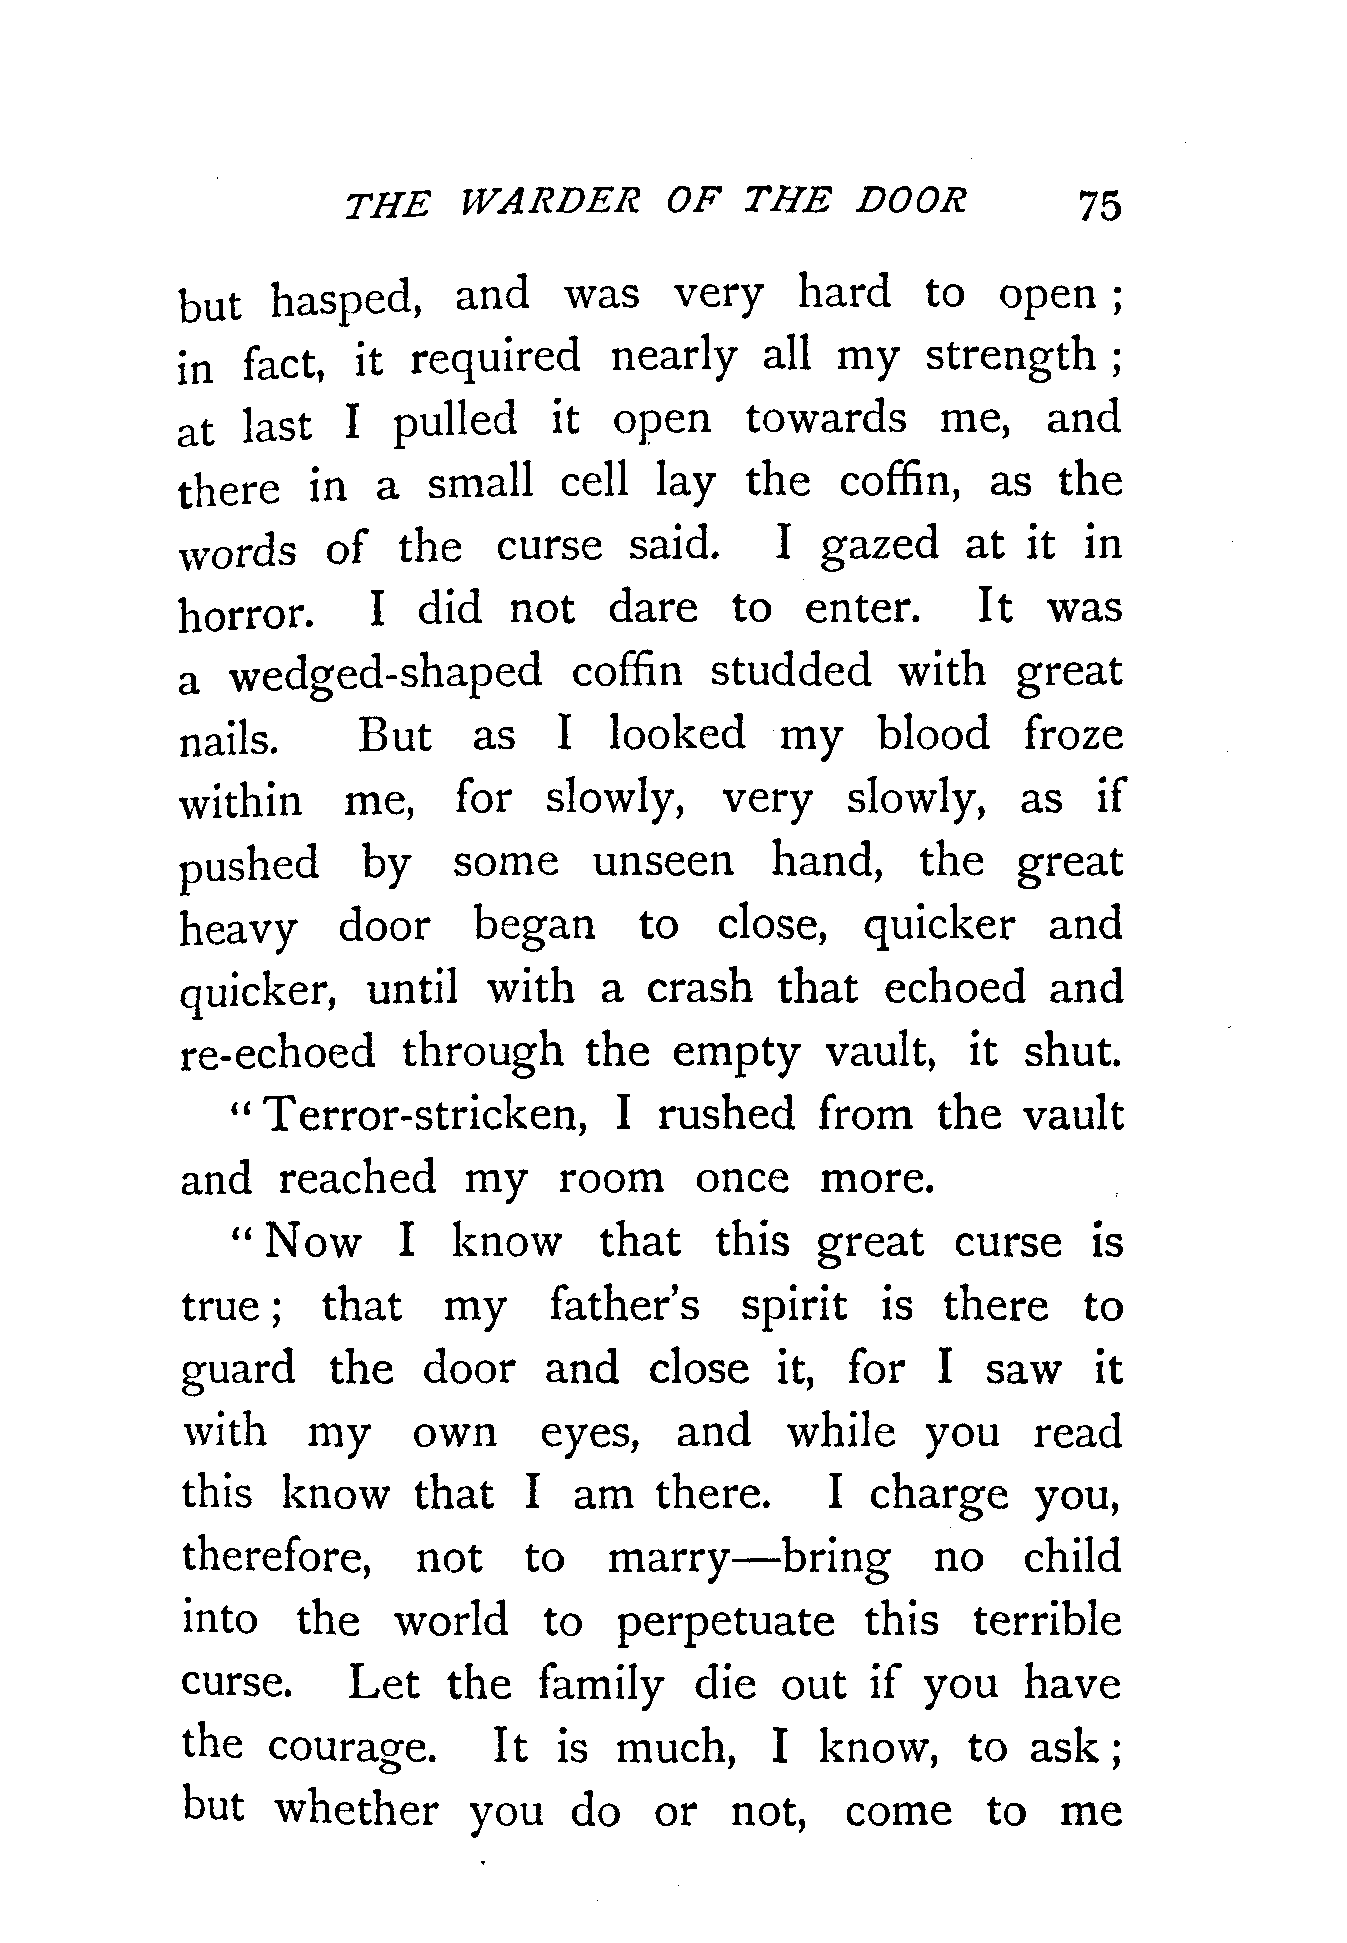 THE WARDER OF THE DOOR 75
but hasped, and was very hard to open ;
in fact, it required nearly all my strength ;
at last I pulled it open towards me, and
there in a small cell lay the coffin, as the
words of the curse said. I gazed at it in
horror. I did not dare to enter. It was
a wedged-shaped coffin studded with great
nails. But as I looked my blood froze
within me, for slowly, very slowly, as if
pushed by some unseen hand, the great
heavy door began to close, quicker and
quicker, until with a crash that echoed and
re-echoed through the empty vault, it shut.
“ Terror-stricken, I rushed from the vault
and reached my room once more.
“ Now I know that this great curse is
true ; that my father's spirit is there to
guard the door and close it, for I saw it
with my own eyes, and while you read
this know that I am there. I charge you,
therefore, not to marry—bring no child
into the world to perpetuate this terrible
curse. Let the family die out if you have
the courage. It is much, I know, to ask ;
but whether you do or not, come to me